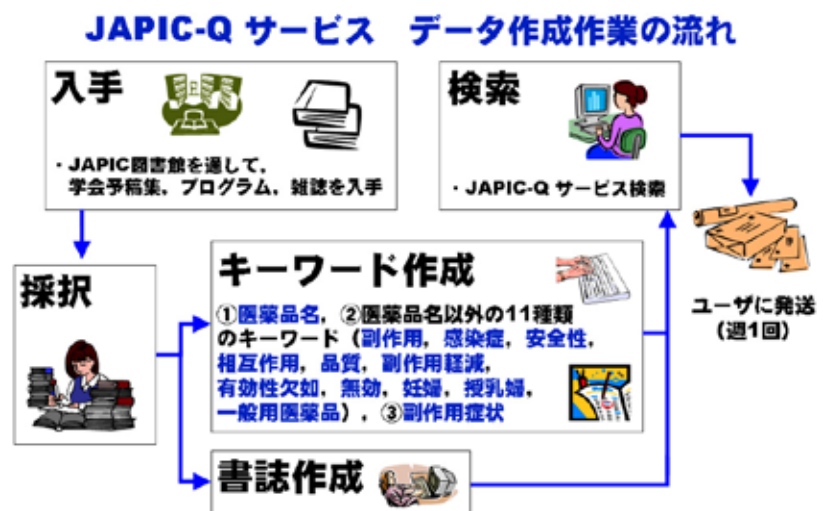 JAPIC-Q サービス　データ作成作業の流れ
入手
・JAPIC図書館を通して，
学会予稿集，プログラム，雑誌を入手
検索
・JAPIC-Q サービス検索
採択
キーワード作成
①医薬品名，②医薬品名以外の11種類
のキーワード（副作用，感染症，安全性，
相互作用，品質，副作用軽減，
有効性欠如，無効，妊婦，授乳婦，
一般用医薬品），③副作用症状
書誌作成
ユーザに発送
（週1回）